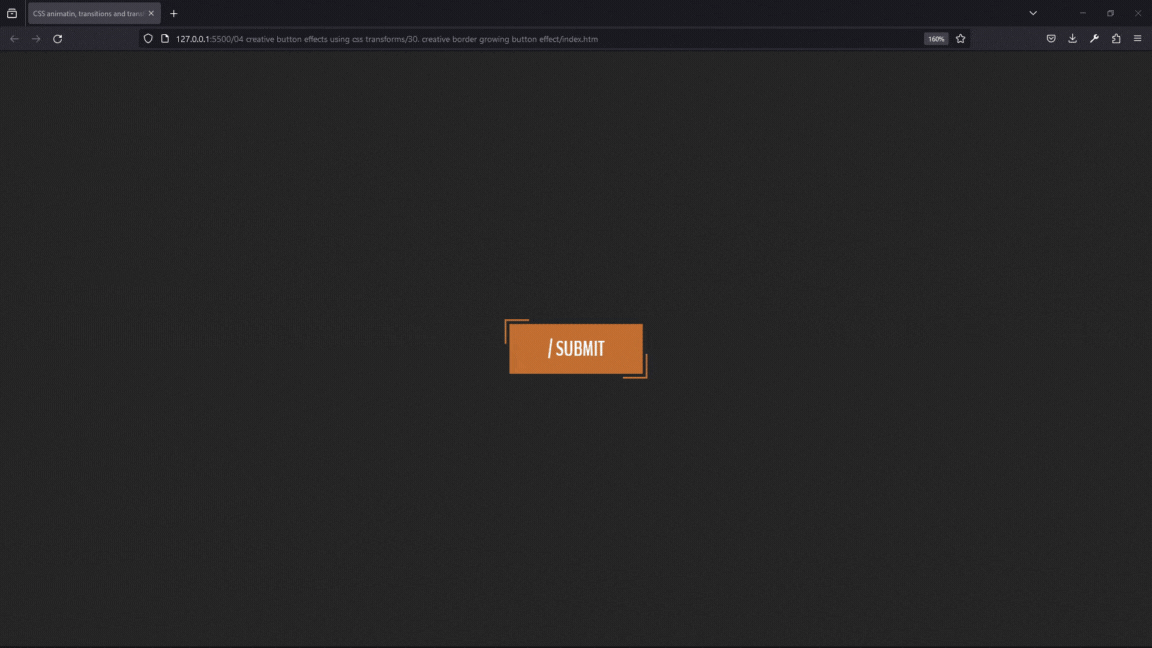 CSS animatin, transitions and transf
127.0.0.1:5500/04 creative button effects using css transforms/30. creative border growing button effect/index.htm
160%
/ SUBMIT